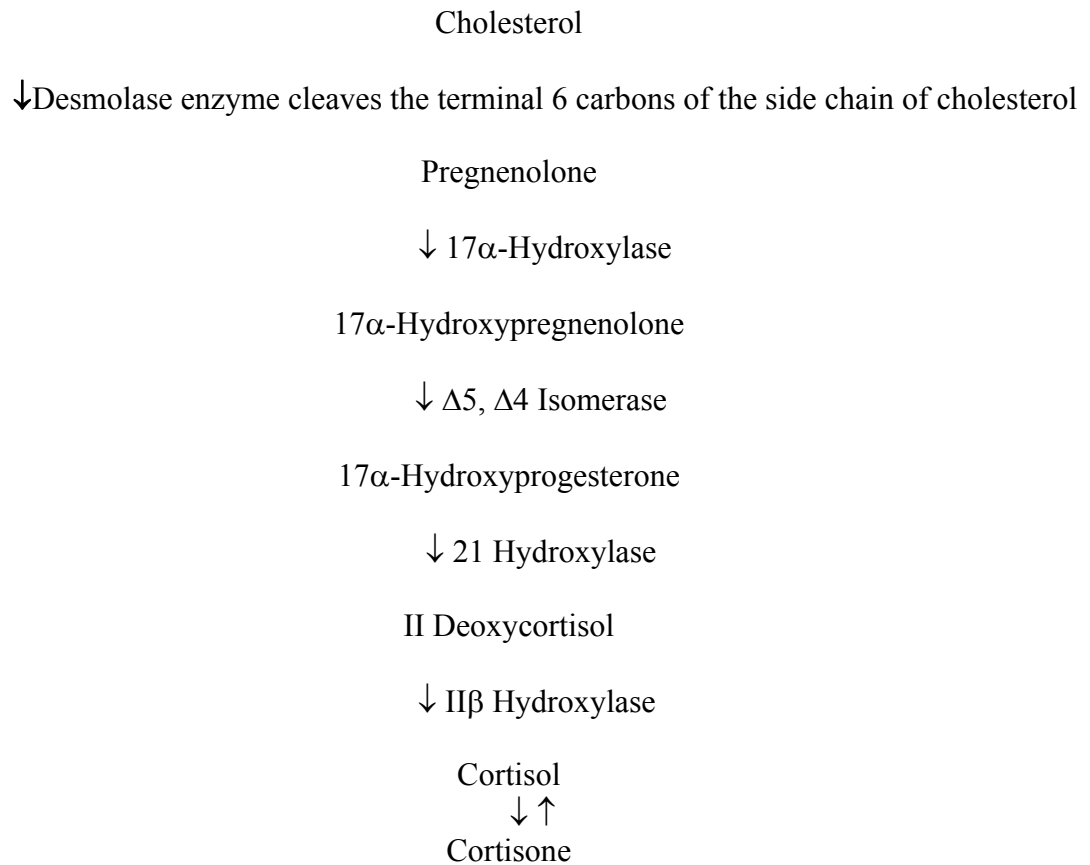 Cholesterol
↓Desmolase enzyme cleaves the terminal 6 carbons of the side chain of cholesterol
Pregnenolone
↓ 17α-Hydroxylase
17α-Hydroxypregnenolone
↓ Δ5, Δ4 Isomerase
17α-Hydroxyprogesterone
↓ 21 Hydroxylase
II Deoxycortisol
↓ IIβ Hydroxylase
Cortisol
↓ ↑
Cortisone